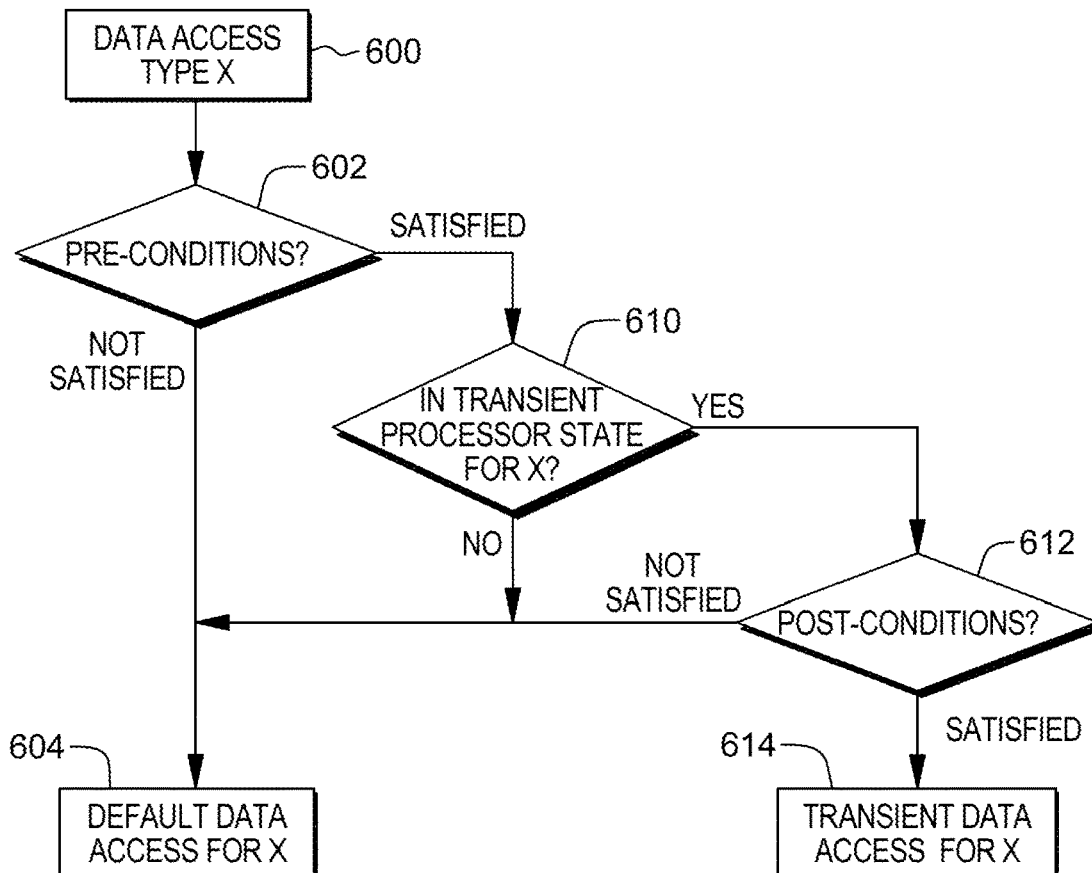 DATA ACCESS
TYPE X
600
602
PRE-CONDITIONS?
SATISFIED
NOT
SATISFIED
610
IN TRANSIENT
PROCESSOR STATE
FOR X?
YES
NO
612
NOT
SATISFIED
POST-CONDITIONS?
SATISFIED
604
DEFAULT DATA
ACCESS FOR X
614
TRANSIENT DATA
ACCESS FOR X